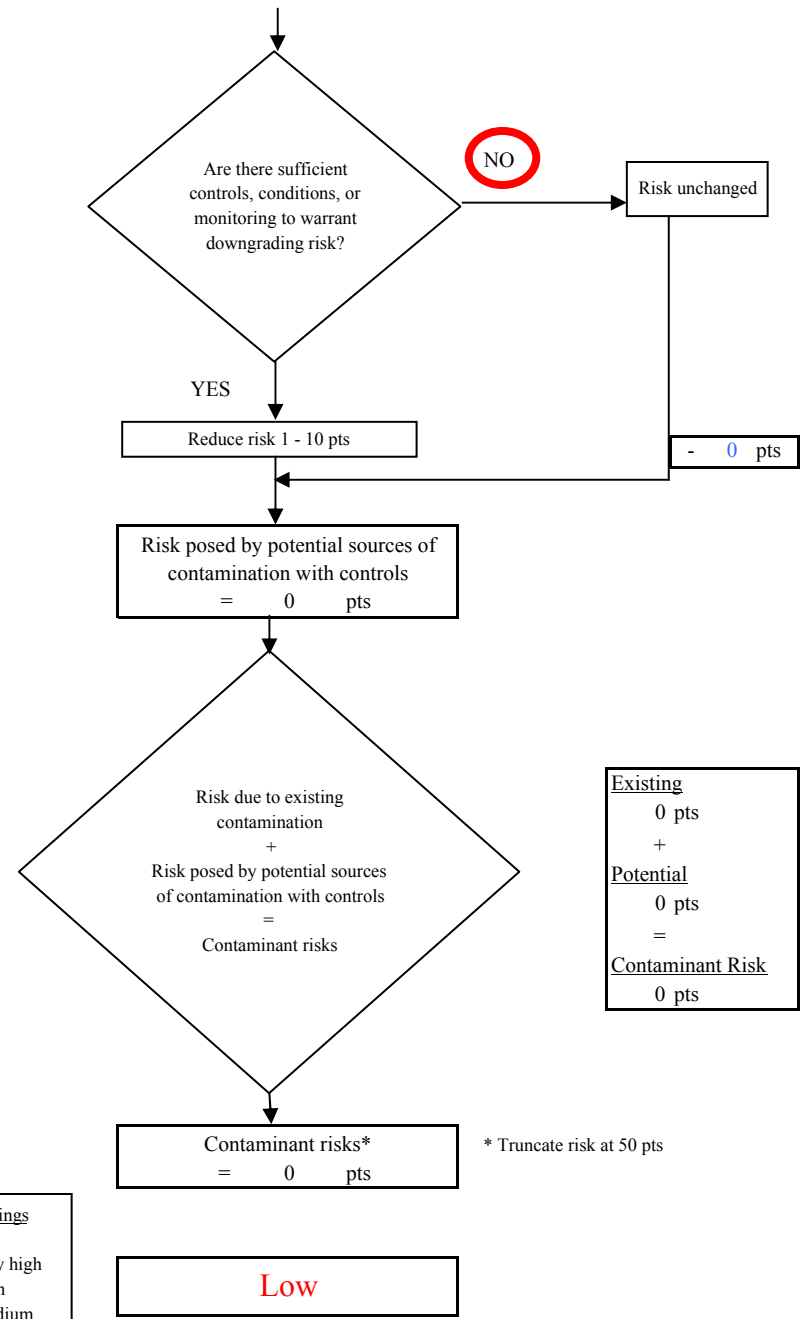 Are there sufficient
controls, conditions, or
monitoring to warrant
downgrading risk?
NO
Risk unchanged
YES
Reduce risk 1 - 10 pts
- 0 pts
Risk posed by potential sources of
contamination with controls
= 0 pts
Risk due to existing
contamination
+
Risk posed by potential sources
of contamination with controls
=
Contaminant risks
Existing
0 pts
+
Potential
0 pts
=
Contaminant Risk
0 pts
Contaminant risks*
= 0 pts
* Truncate risk at 50 pts
high
Low